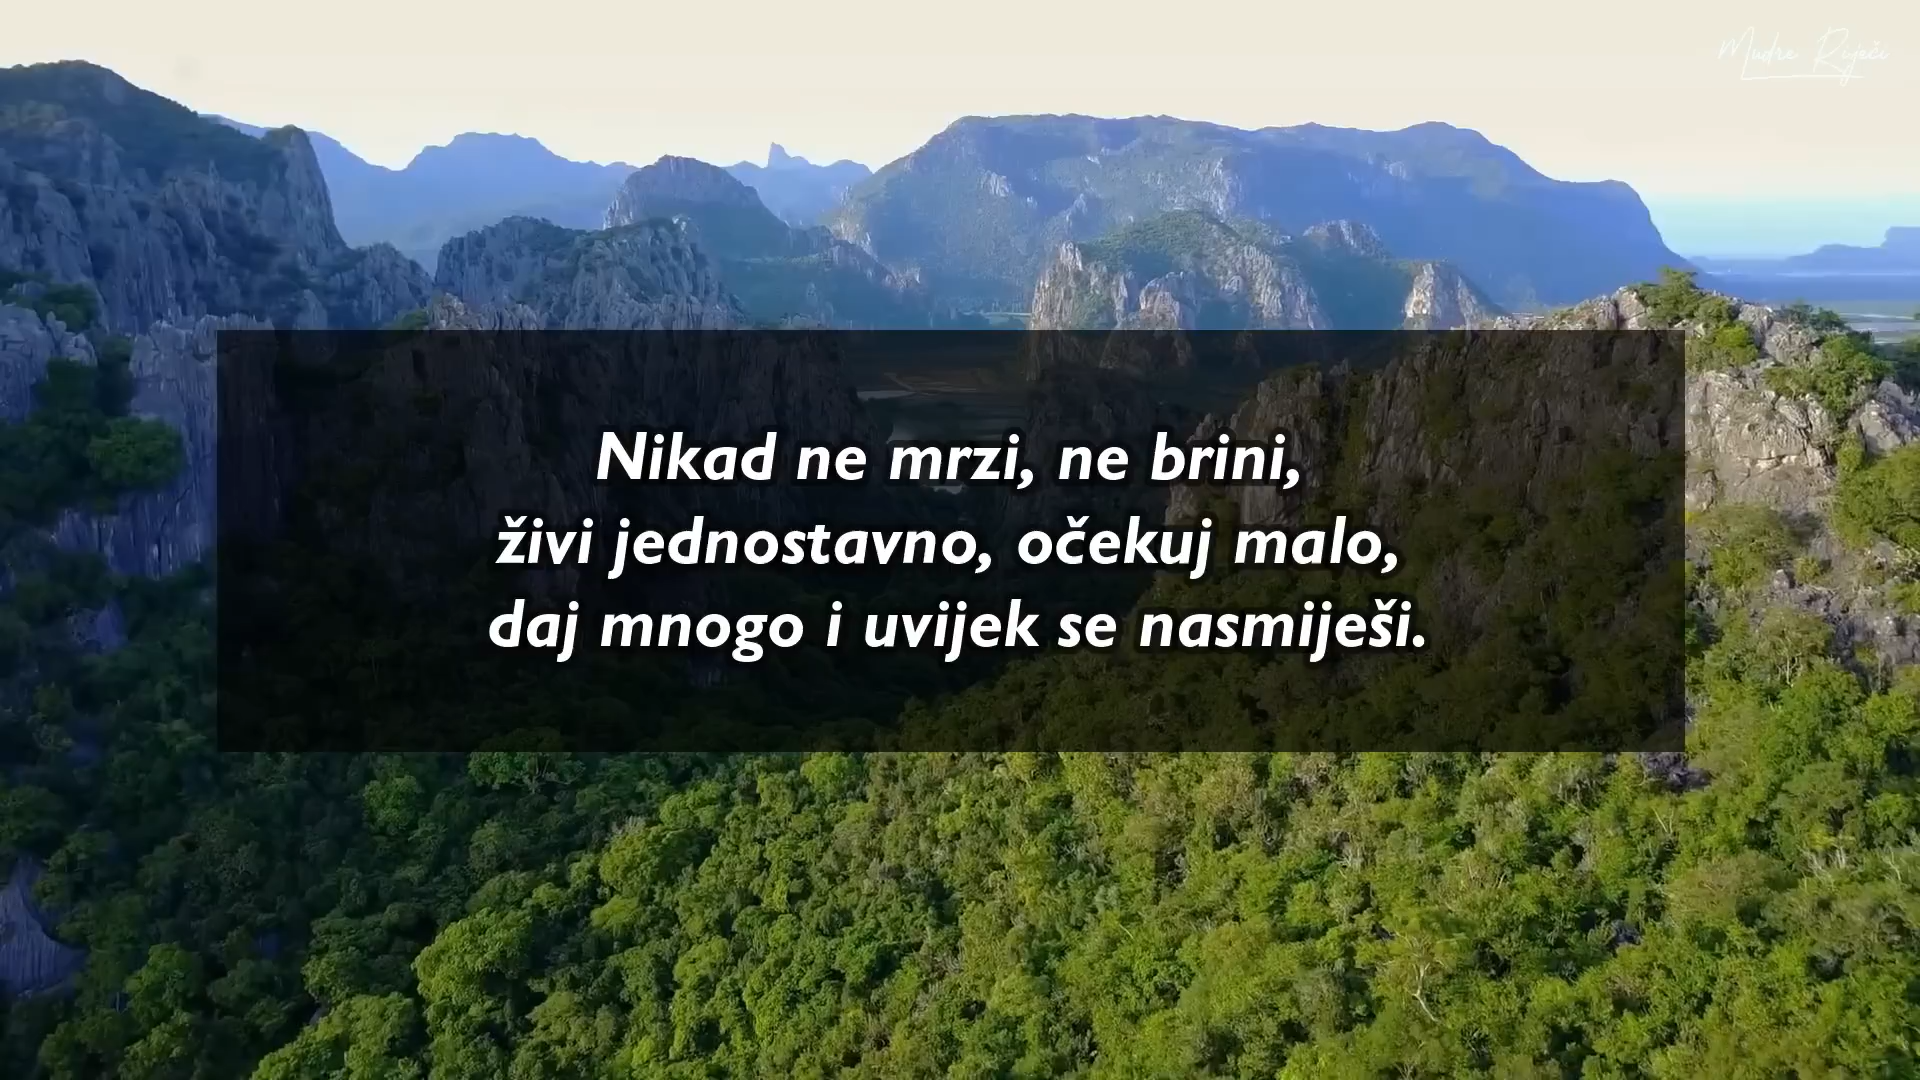 Mudre Riječi
Nikad ne mrzi, ne brini,
živi jednostavno, očekuj malo,
daj mnogo i uvijek se nasmiješi.